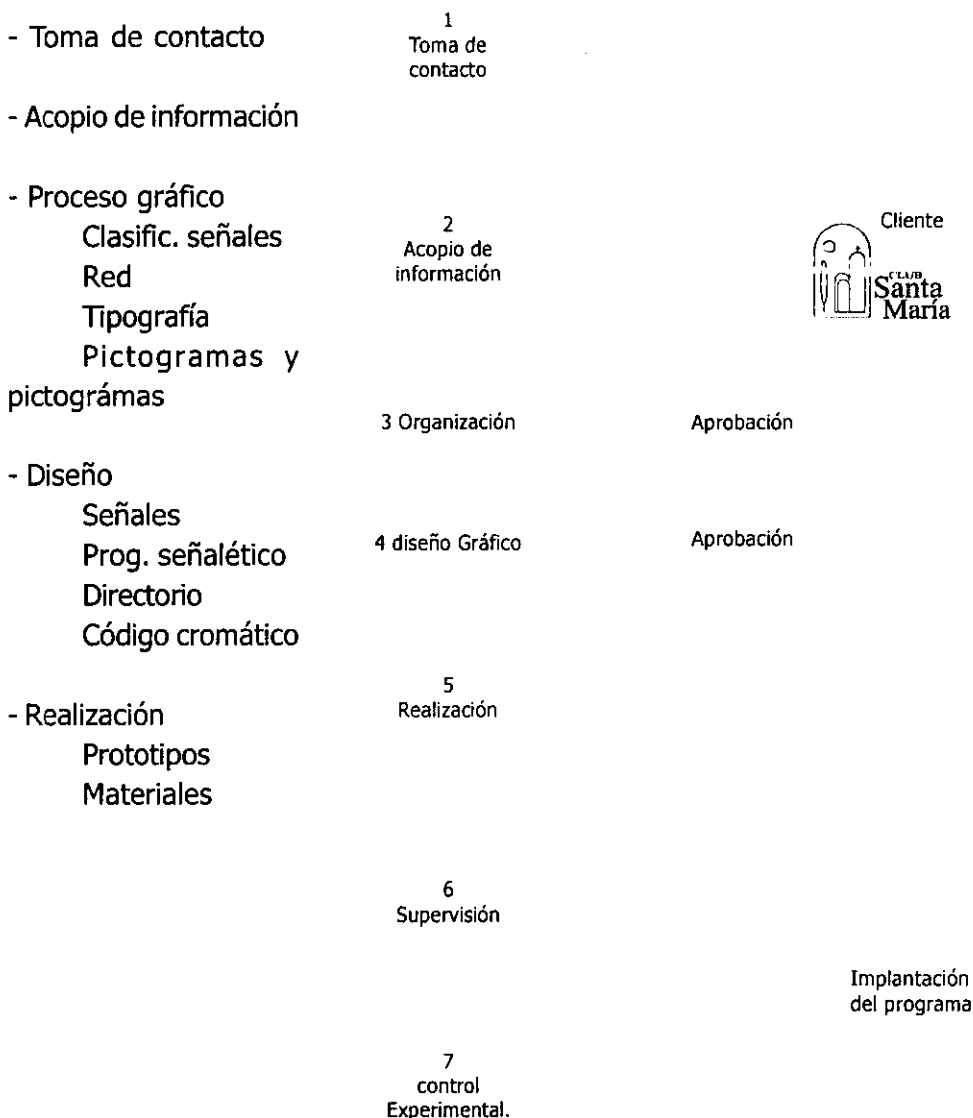 - Toma de contacto
- Acopio de información
- Proceso gráfico
Clasific. señales
Red
Tipografía
Pictogramas y
pictográmas
- Diseño
Señales
Prog. señalético
Directorio
Código cromático
- Realización
Prototipos
Materiales
1
Toma de
contacto
2
Acopio de
información
3 Organización
4 diseño Gráfico
5
Realización
6
Supervisión
7
control
Experimental.
Cliente
CLUB
Santa
María
Aprobación
Aprobación
Implantación
del programa